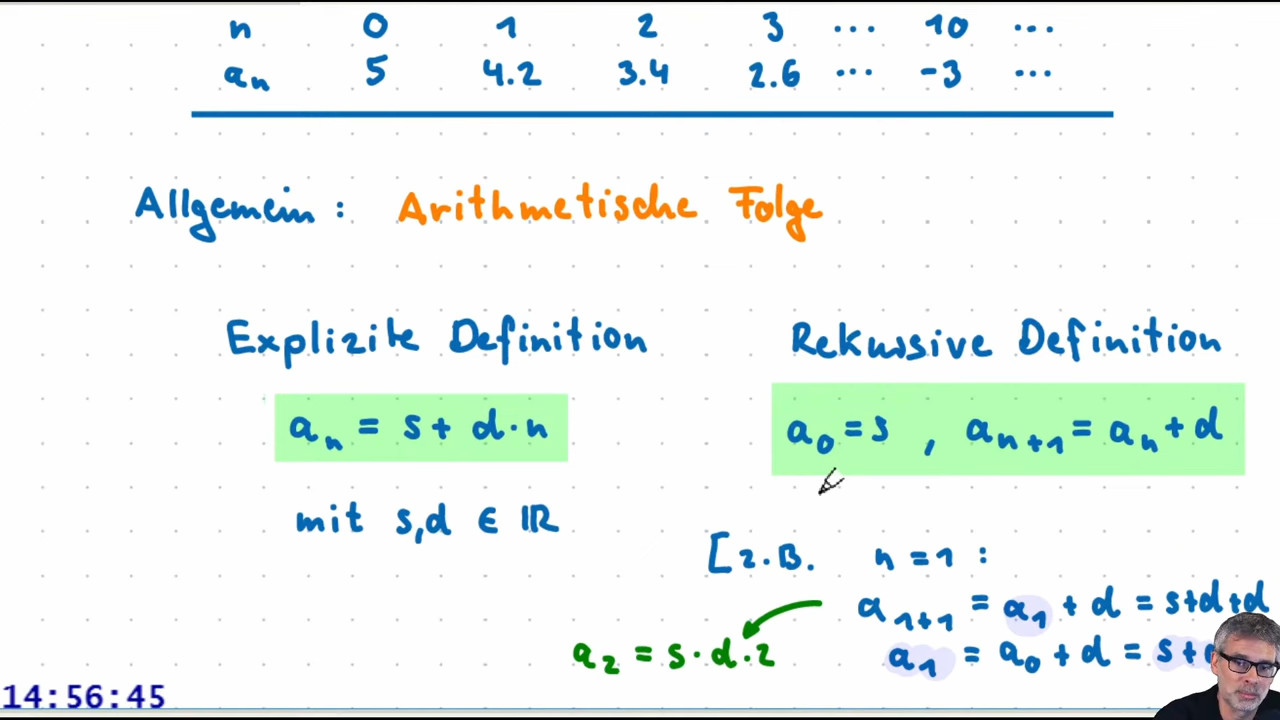 n 0 1 2 3 ... 10 ...
aₙ 5 4.2 3.4 2.6 ... -3 ...
Allgemein : Arithmetische Folge
Explizite Definition
Rekursive Definition
aₙ = s + d·n
a₀ = s , aₙ₊₁ = aₙ + d
mit s,d ∈ ℝ
[z.B. n = 1 :
a₁₊₁ = a₁ + d = s+d+d
a₂ = s · d · 2
a₁ = a₀ + d = s+
14:56:45